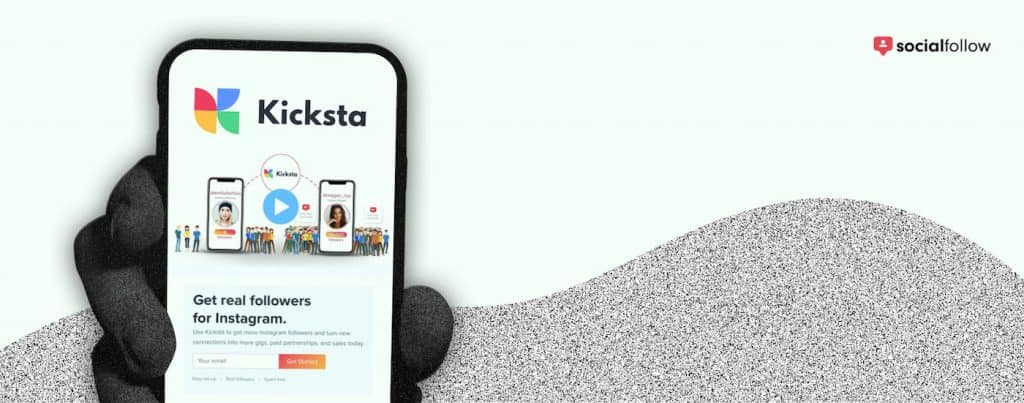 socialfollow
Kicksta
Kicksta
Get real followers
for Instagram.
Use Kicksta to get more Instagram followers and turn new
connections into more gigs, paid partnerships, and sales today.
Your email
Get Started